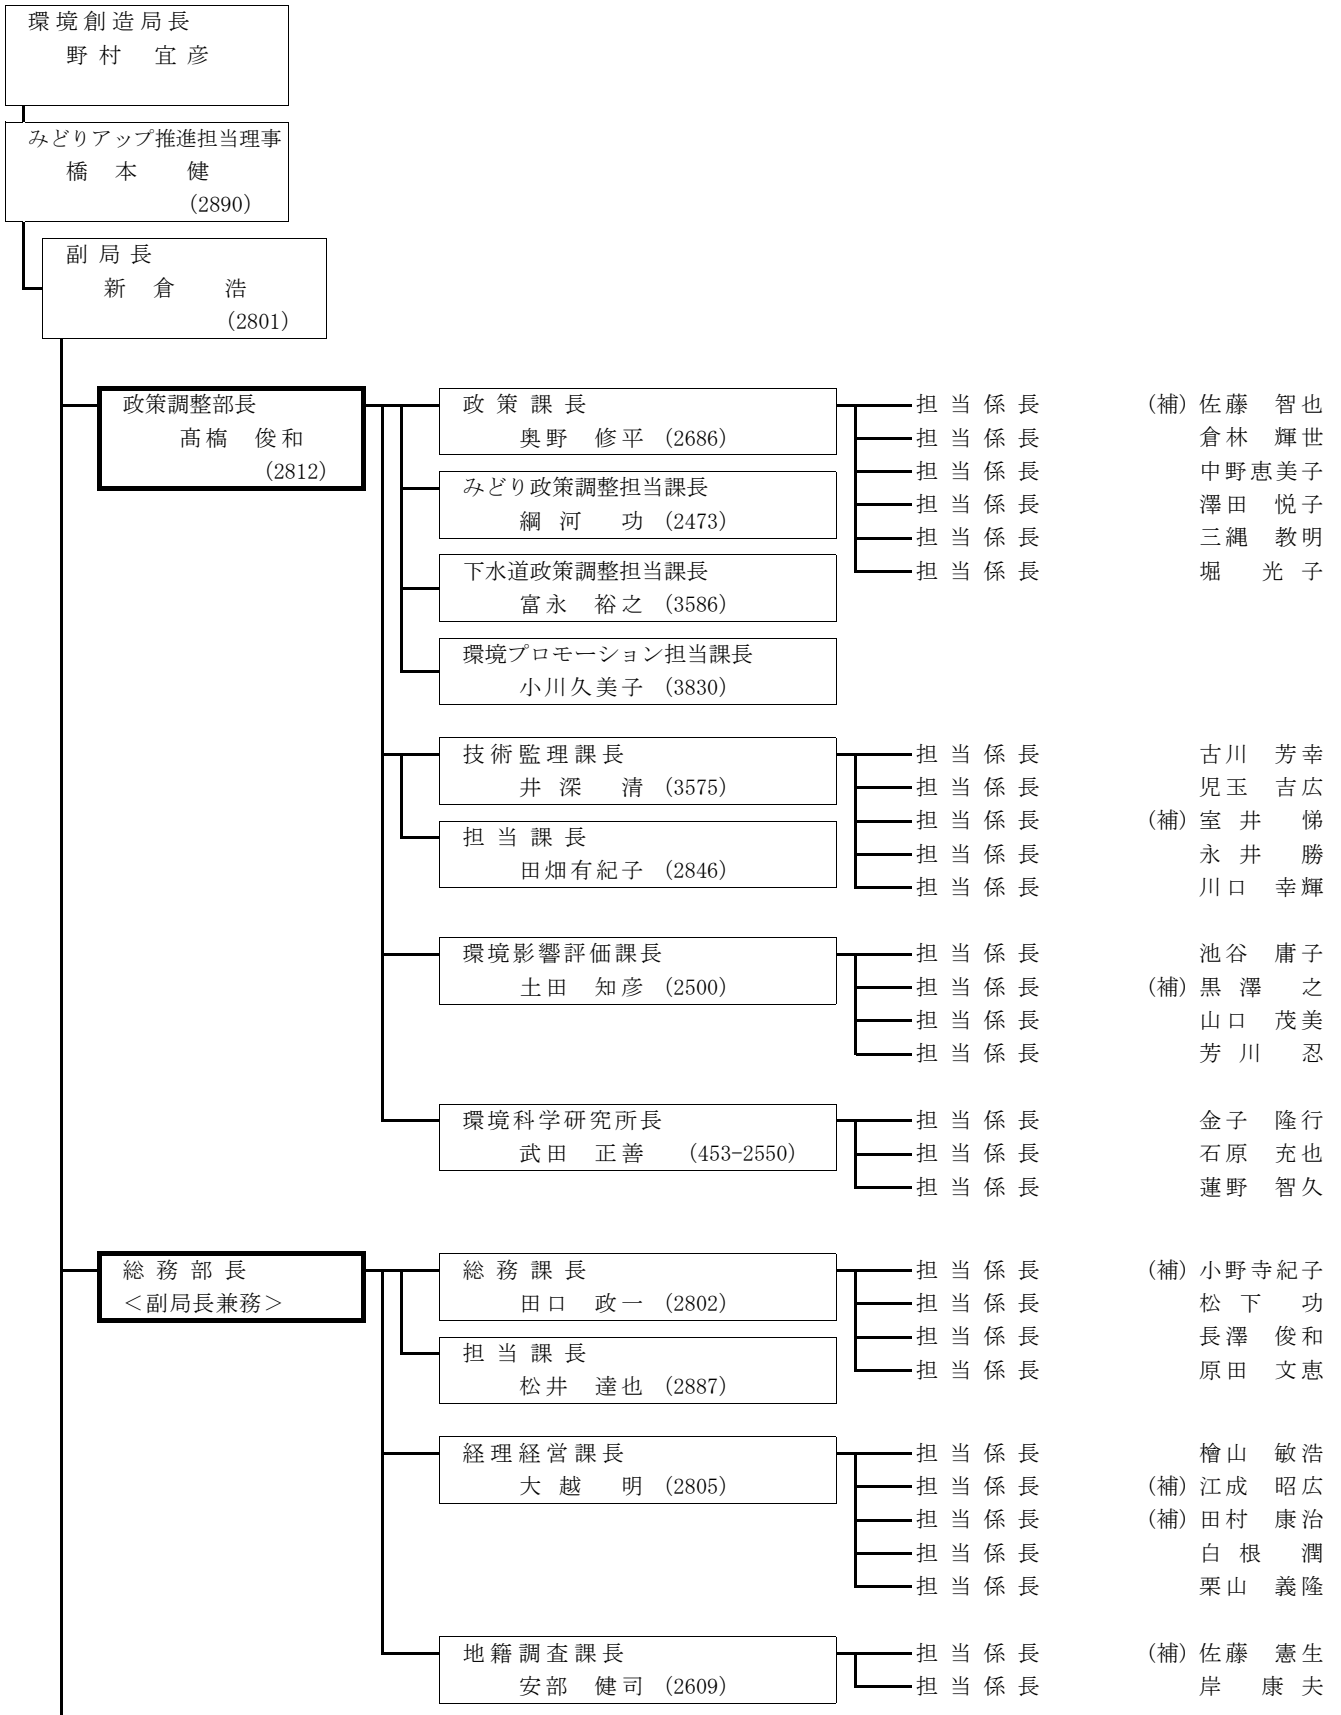 環境創造局長
野村 宜彦
みどりアップ推進担当理事
橋本 健
(2890)
副局長
新倉 浩
(2801)
政策調整部長
髙橋 俊和
(2812)
政策課長
奥野 修平 (2686)
みどり政策調整担当課長
綱河 功 (2473)
下水道政策調整担当課長
富永 裕之 (3586)
環境プロモーション担当課長
小川久美子 (3830)
担当係長 (補) 佐藤 智也
担当係長 倉林 輝世
担当係長 中野恵美子
担当係長 澤田 悦子
担当係長 三縄 教明
担当係長 堀 光子
技術監理課長
井深 清 (3575)
担当課長
田畑有紀子 (2846)
担当係長 古川 芳幸
担当係長 児玉 吉広
担当係長 (補) 室井 悌
担当係長 永井 勝
担当係長 川口 幸輝
環境影響評価課長
土田 知彦 (2500)
担当係長 池谷 庸子
担当係長 (補) 黒澤 之
担当係長 山口 茂美
担当係長 芳川 忍
環境科学研究所長
武田 正善 (453-2550)
担当係長 金子 隆行
担当係長 石原 充也
担当係長 蓮野 智久
総務部長
＜副局長兼務＞
総務課長
田口 政一 (2802)
担当課長
松井 達也 (2887)
担当係長 (補) 小野寺紀子
担当係長 松下 功
担当係長 長澤 俊和
担当係長 原田 文恵
経理経営課長
大越 明 (2805)
担当係長 檜山 敏浩
担当係長 (補) 江成 昭広
担当係長 (補) 田村 康治
担当係長 白根 潤
担当係長 栗山 義隆
地籍調査課長
安部 健司 (2609)
担当係長 (補) 佐藤 憲生
担当係長 岸 康夫